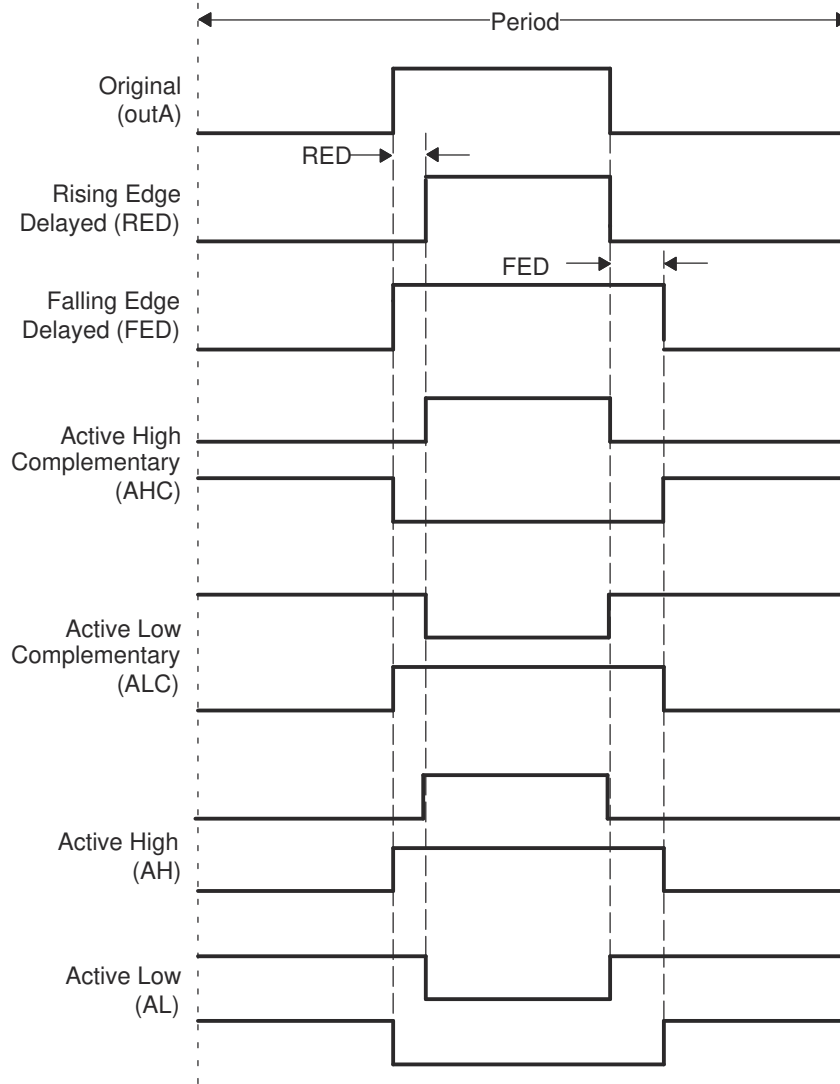 Period
Original
(outA)
RED
Rising Edge
Delayed (RED)
FED
Falling Edge
Delayed (FED)
Active High
Complementary
(AHC)
Active Low
Complementary
(ALC)
Active High
(AH)
Active Low
(AL)